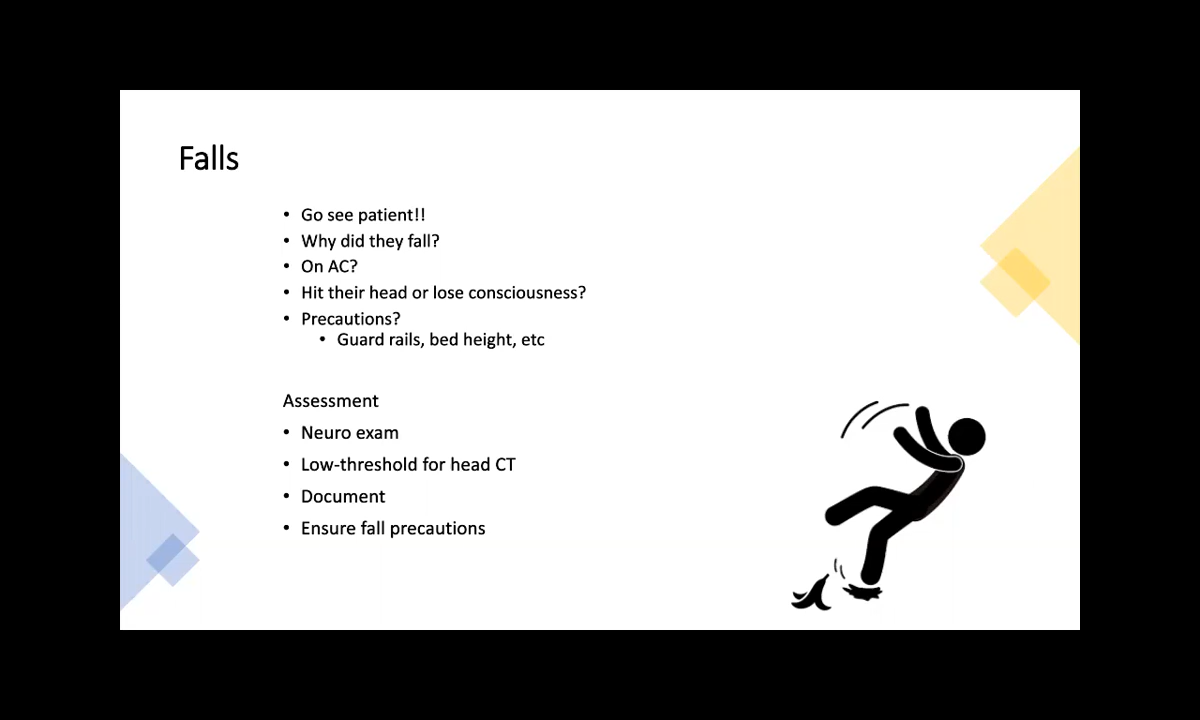 Falls
• Go see patient!!
• Why did they fall?
• On AC?
• Hit their head or lose consciousness?
• Precautions?
• Guard rails, bed height, etc
Assessment
• Neuro exam
• Low-threshold for head CT
• Document
• Ensure fall precautions